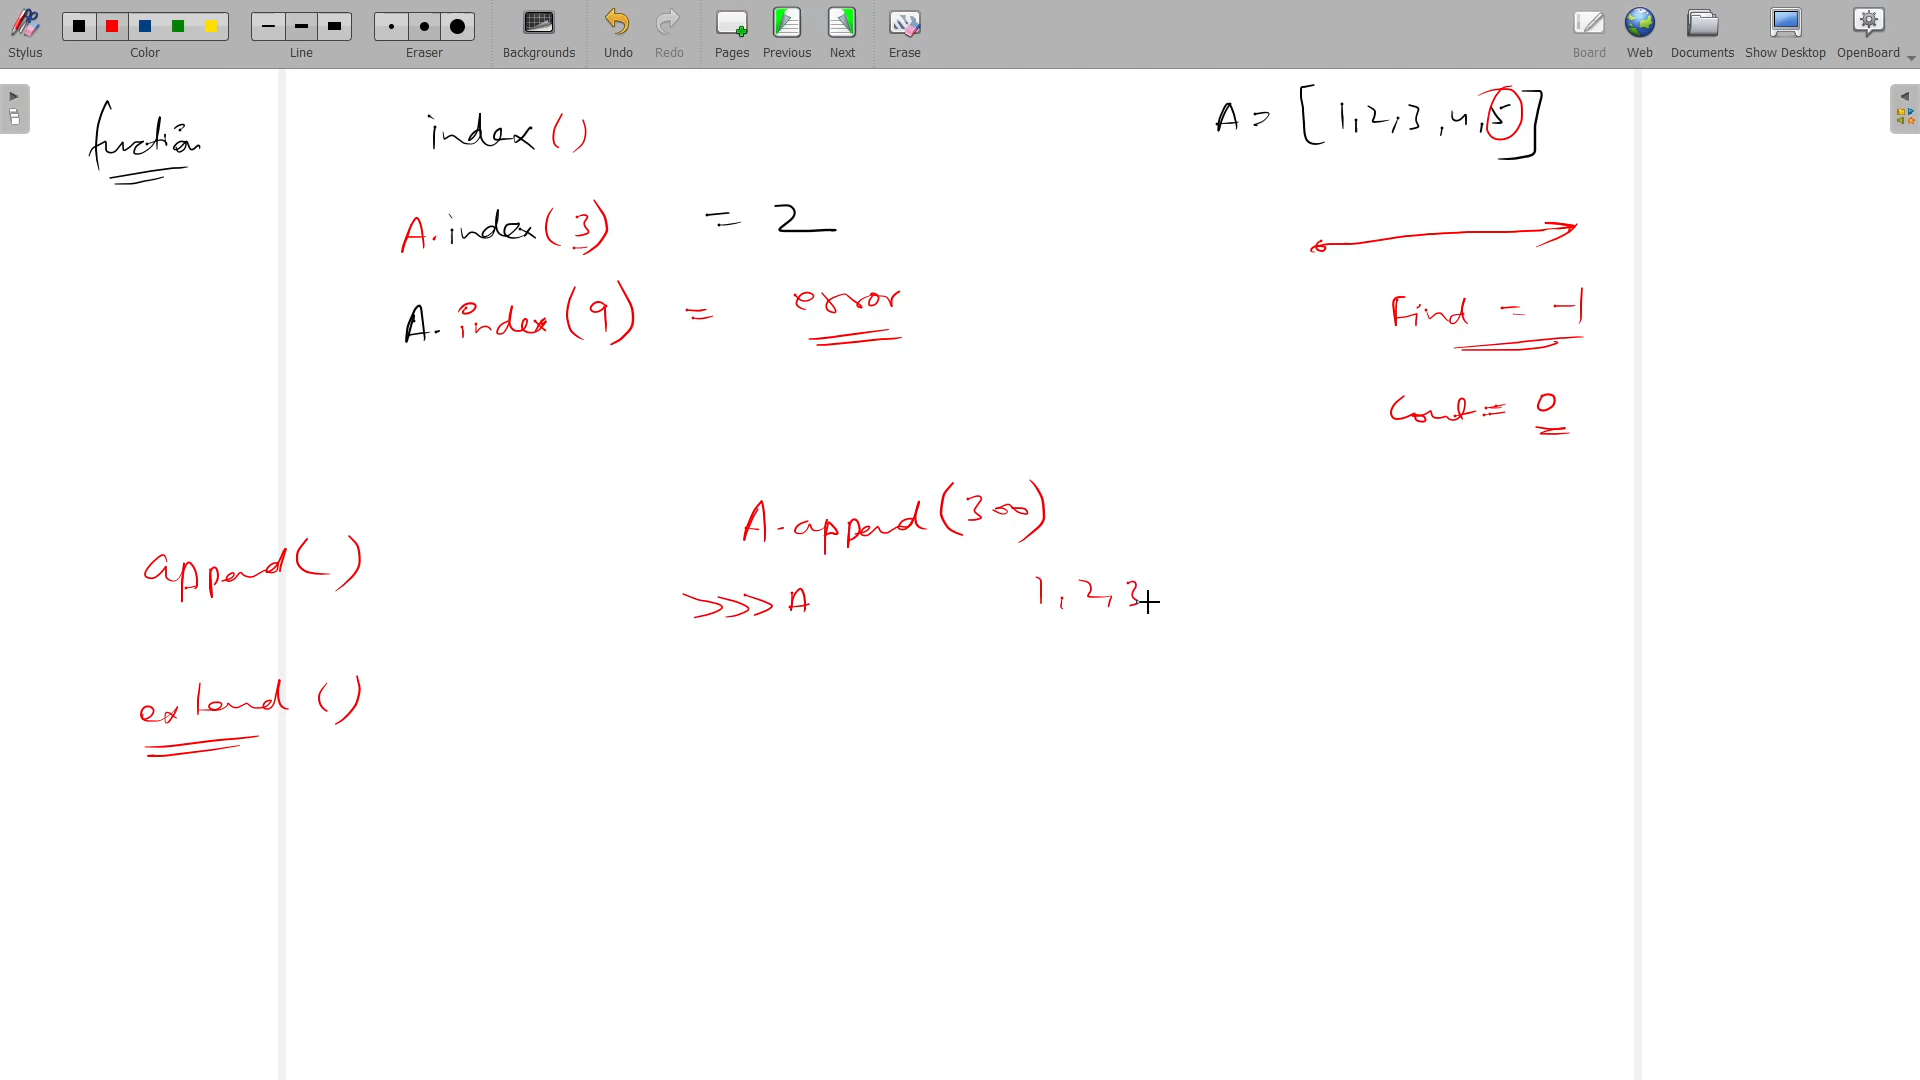 Stylus Color Line Eraser Backgrounds Undo Redo Pages Previous Next Erase Board Web Documents Show Desktop OpenBoard
function index() A = [1,2,3,4,5]
A.index(3) = 2
A.index(9) = error
Find = -1
Cout = 0
A.append(300)
append()
>>> A 1, 2, 3
extend ()